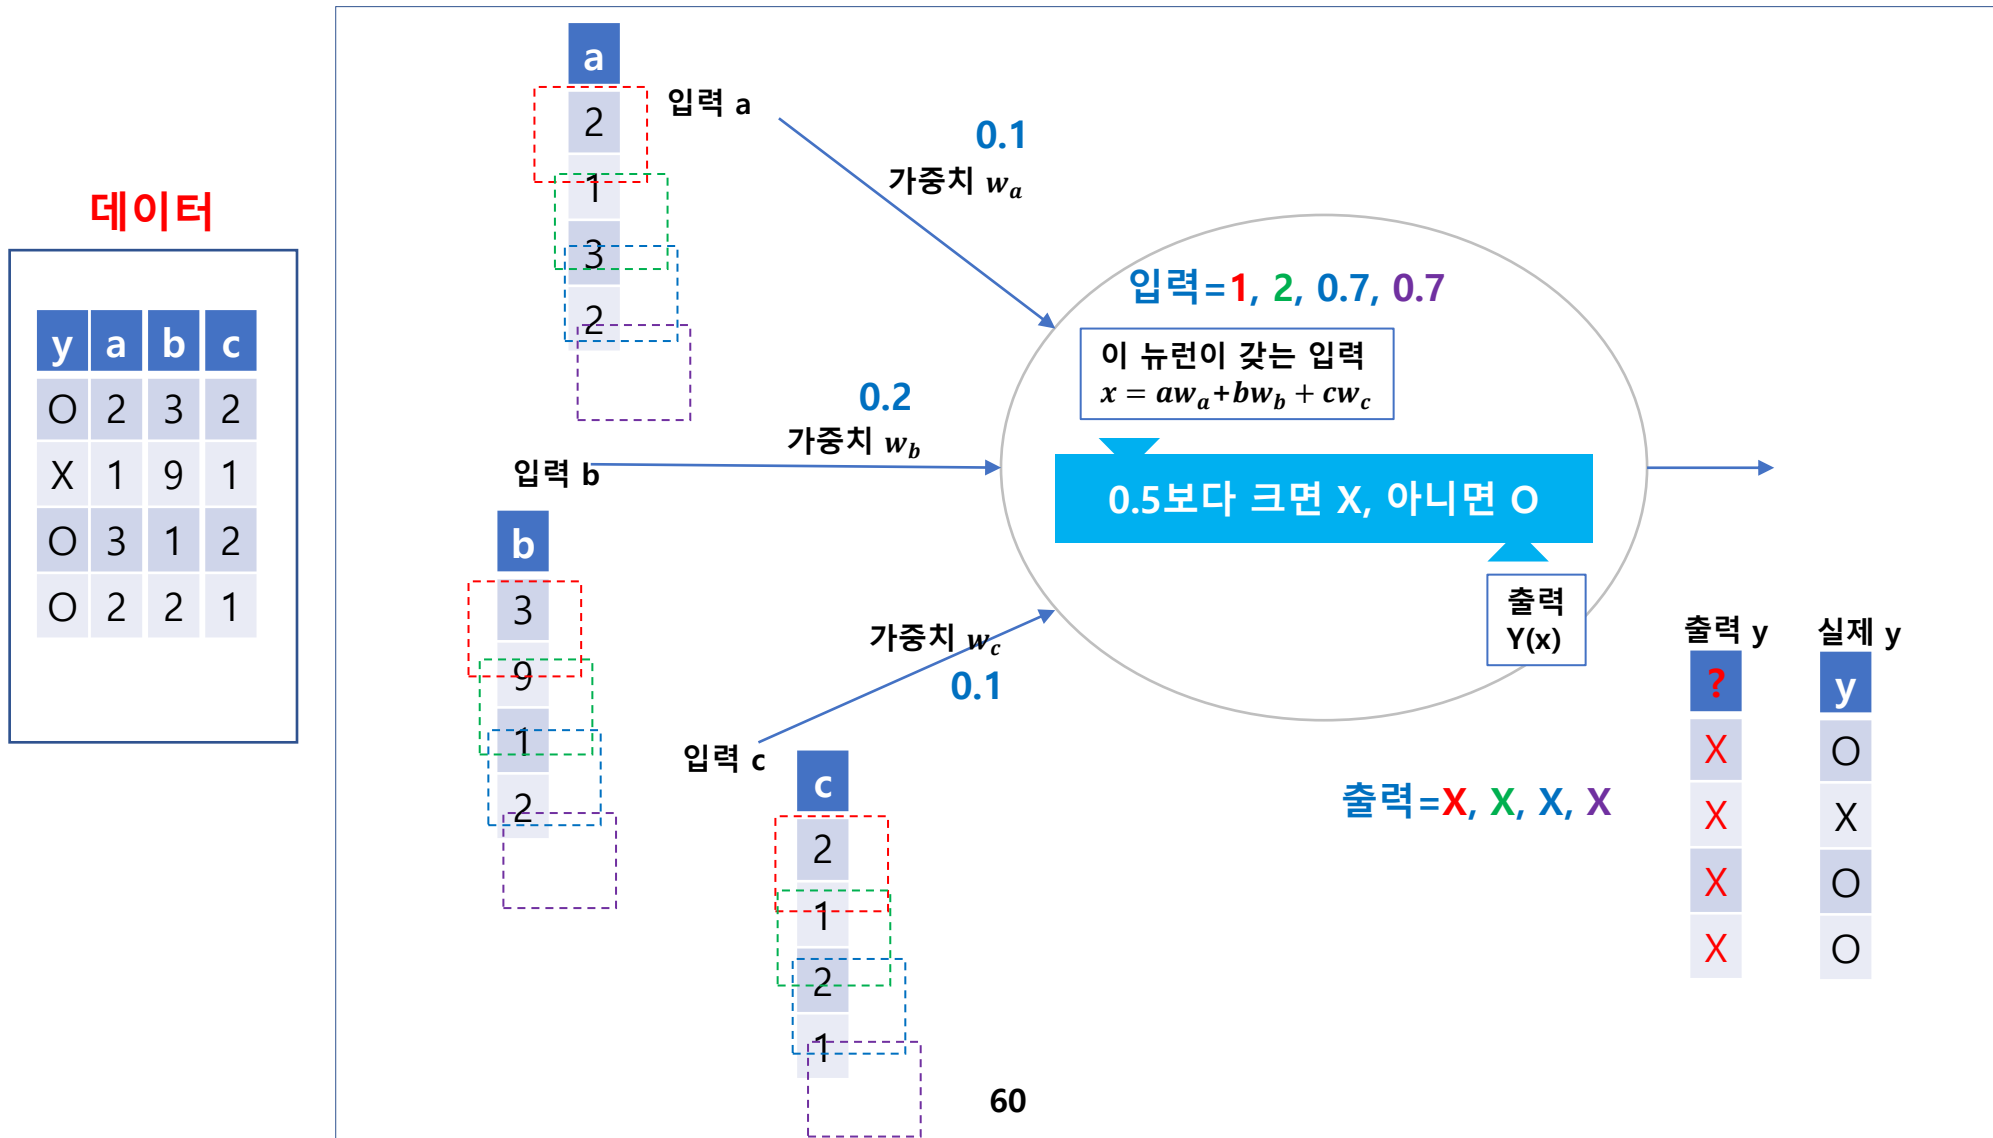 데이터
y a b c
O 2 3 2
X 1 9 1
O 3 1 2
O 2 2 1
a
2
1
3
2
입력 a
0.1
가중치 wₐ
입력 b
0.2
가중치 w_b
b
3
9
1
2
입력 c
가중치 w_c
0.1
c
2
1
2
1
입력=1, 2, 0.7, 0.7
이 뉴런이 갖는 입력
x = awₐ+bw_b + cw_c
0.5보다 크면 X, 아니면 O
출력
Y(x)
출력=X, X, X, X
출력 y
?
X
X
X
X
실제 y
y
O
X
O
O
60